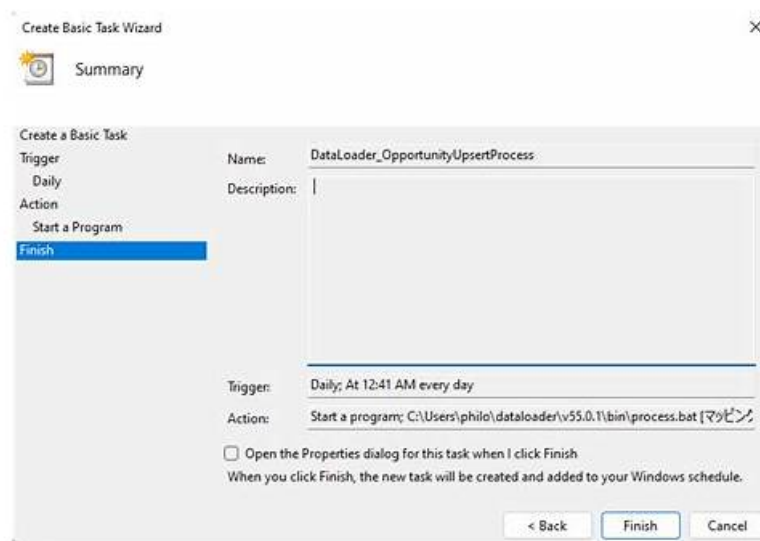 Create Basic Task Wizard
Summary
Create a Basic Task
Trigger
Daily
Action
Start a Program
Finish
Name: DataLoader_OpportunityUpsertProcess
Description:
Trigger: Daily; At 12:41 AM every day
Action: Start a program; C:\Users\philo\dataloader\v55.0.1\bin\process.bat [マッピング
Open the Properties dialog for this task when I click Finish
When you click Finish, the new task will be created and added to your Windows schedule.
< Back Finish Cancel